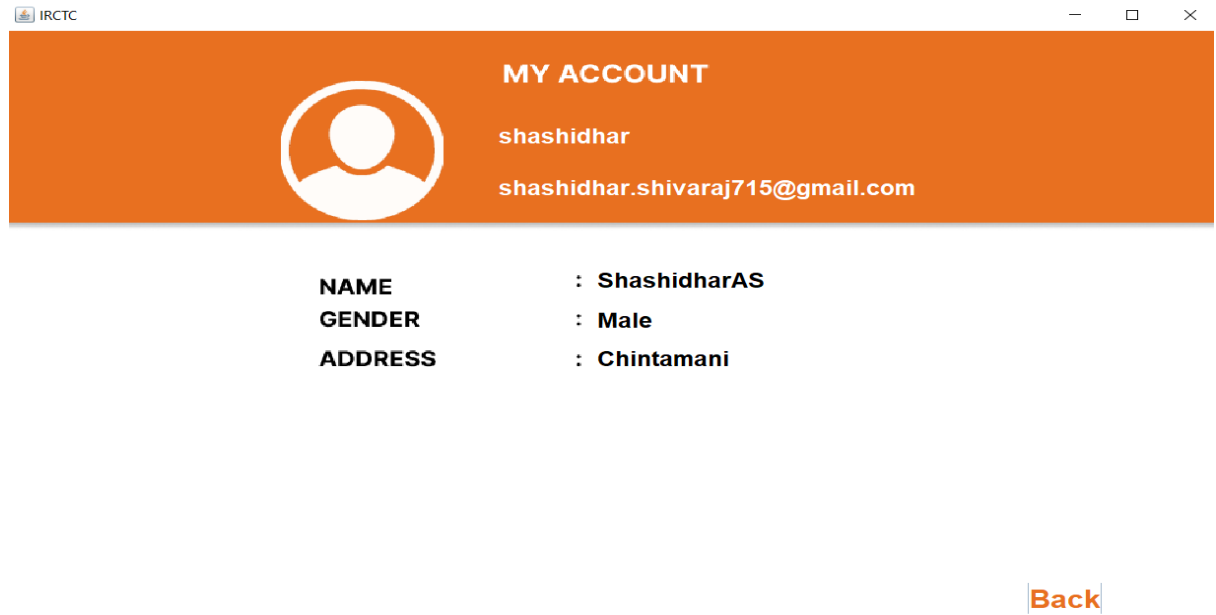 IRCTC
MY ACCOUNT
shashidhar
shashidhar.shivaraj715@gmail.com
NAME : ShashidharAS
GENDER : Male
ADDRESS : Chintamani
Back